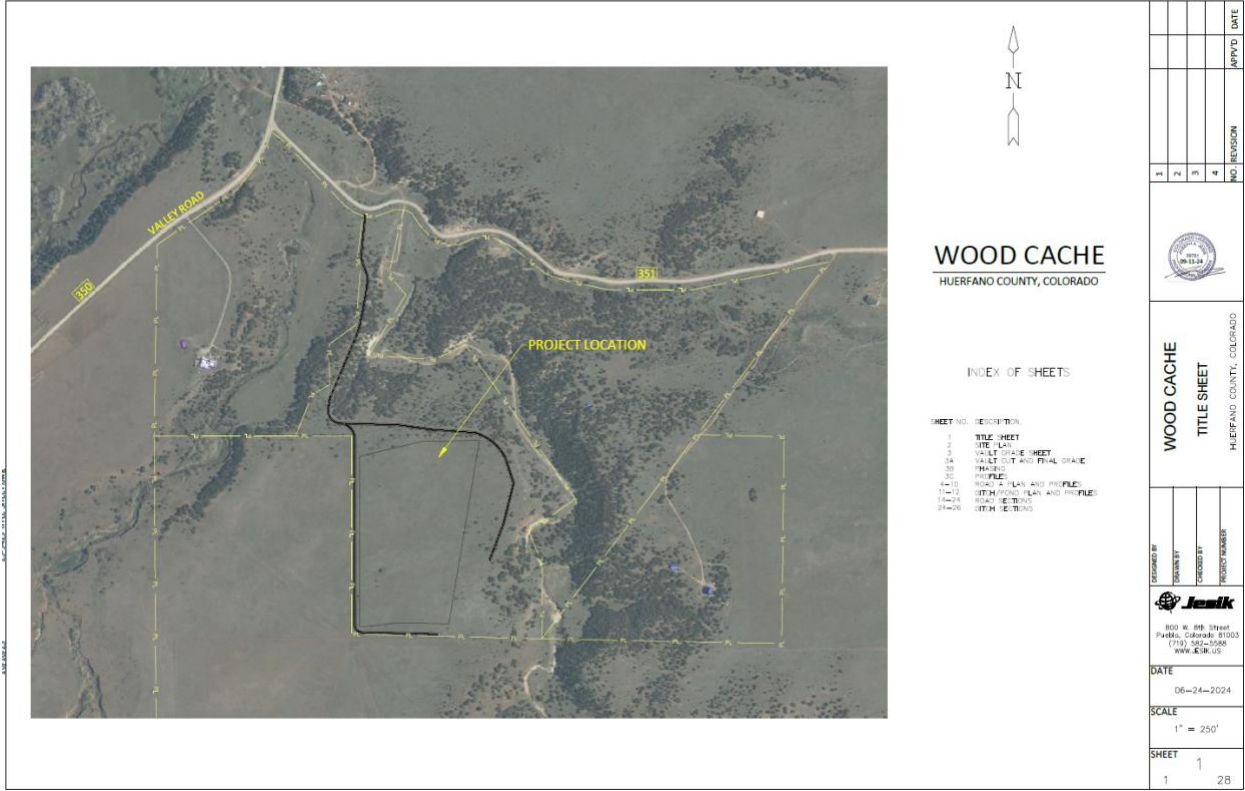 VALLEY ROAD
350
351
PROJECT LOCATION
N
WOOD CACHE
HUERFANO COUNTY, COLORADO
INDEX OF SHEETS
SHEET NO. DESCRIPTION
1 TITLE SHEET
2 SITE PLAN
3 VAULT GRADE SHEET
3A VAULT CUT AND FINAL GRADE
3B PHASING
3C PROFILES
4-10 ROAD A PLAN AND PROFILES
11-12 DITCH/POND PLAN AND PROFILES
14-24 ROAD SECTIONS
24-26 DITCH SECTIONS
NO. REVISION APPV'D DATE
1
2
3
4
09-13-24
WOOD CACHE
TITLE SHEET
HUERFANO COUNTY, COLORADO
DESIGNED BY
DRAWN BY
CHECKED BY
PROJECT NUMBER
Jesik
800 W. 8th Street
Pueblo, Colorado 81003
(719) 582-5588
WWW.JESIK.US
DATE
06-24-2024
SCALE
1" = 250'
SHEET
1
1 28